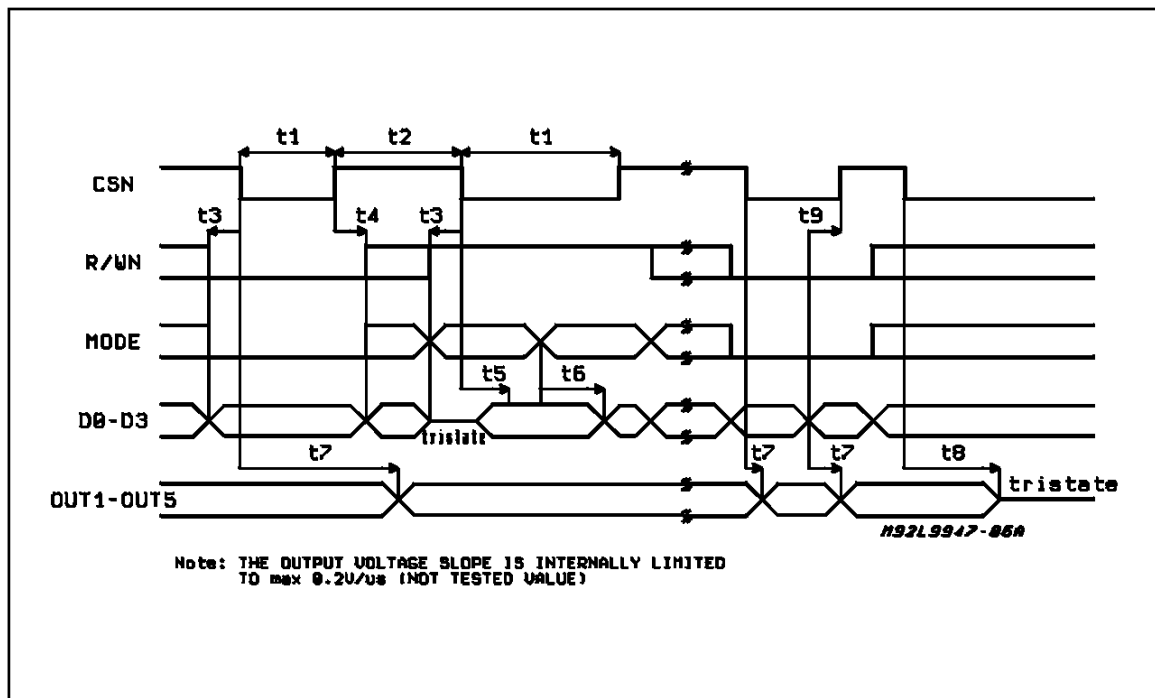 t1 t2 t1
CSN
t3 t4 t3 t9
R/WN
MODE
t5 t6
D0-D3
tristate
t7 t7 t7 t8
OUT1-OUT5
tristate
M92L9947-06A
Note: THE OUTPUT VOLTAGE SLOPE IS INTERNALLY LIMITED
TO max 0.2V/us (NOT TESTED VALUE)